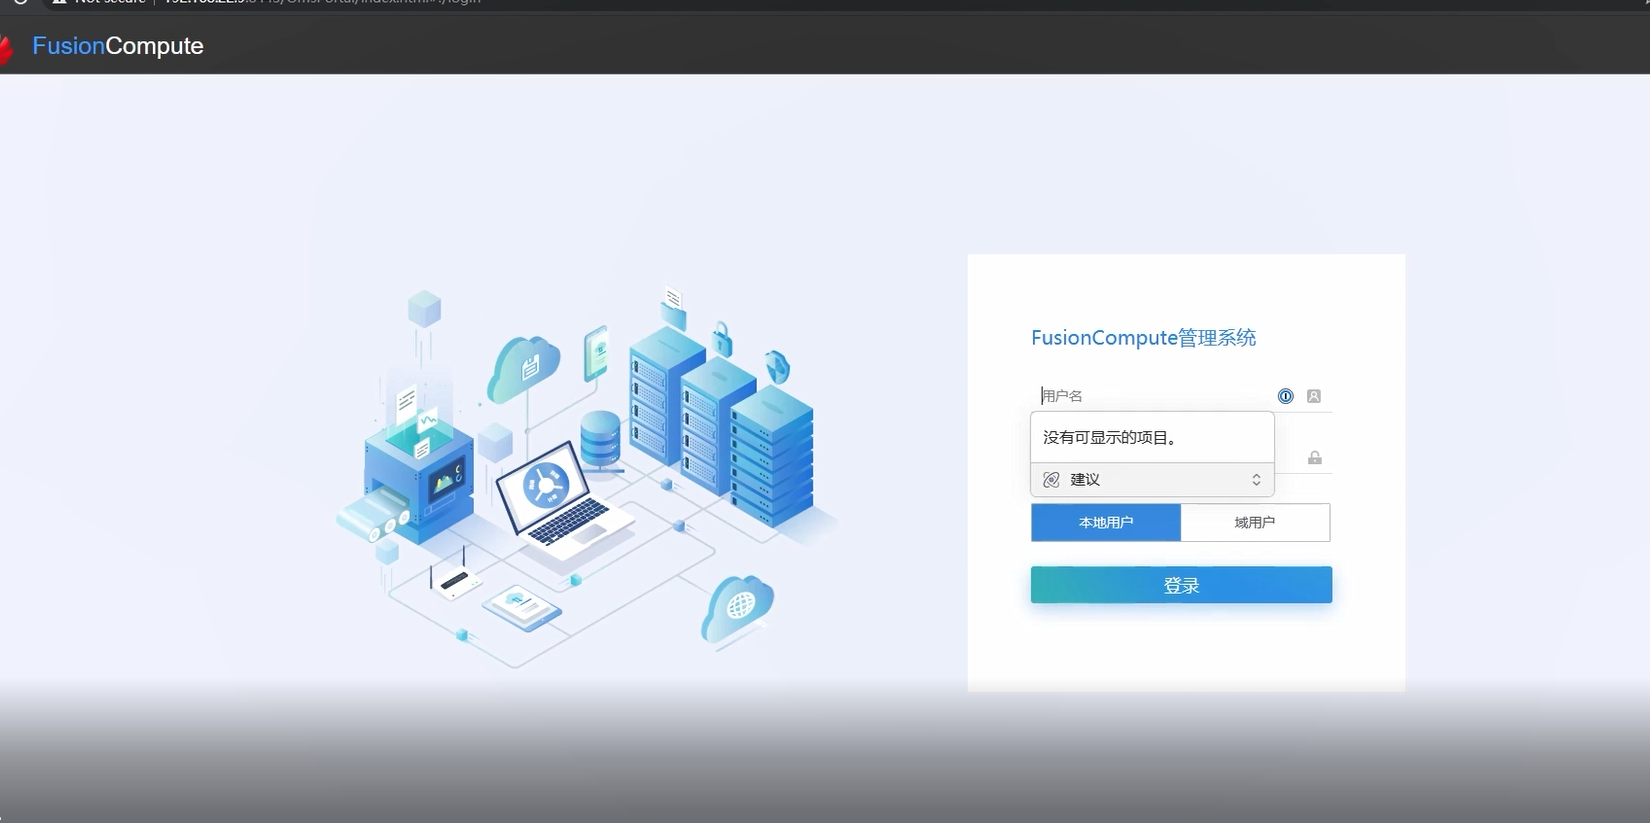 Not secure
FusionCompute
FusionCompute管理系统
用户名
没有可显示的项目。
建议
本地用户
域用户
登录